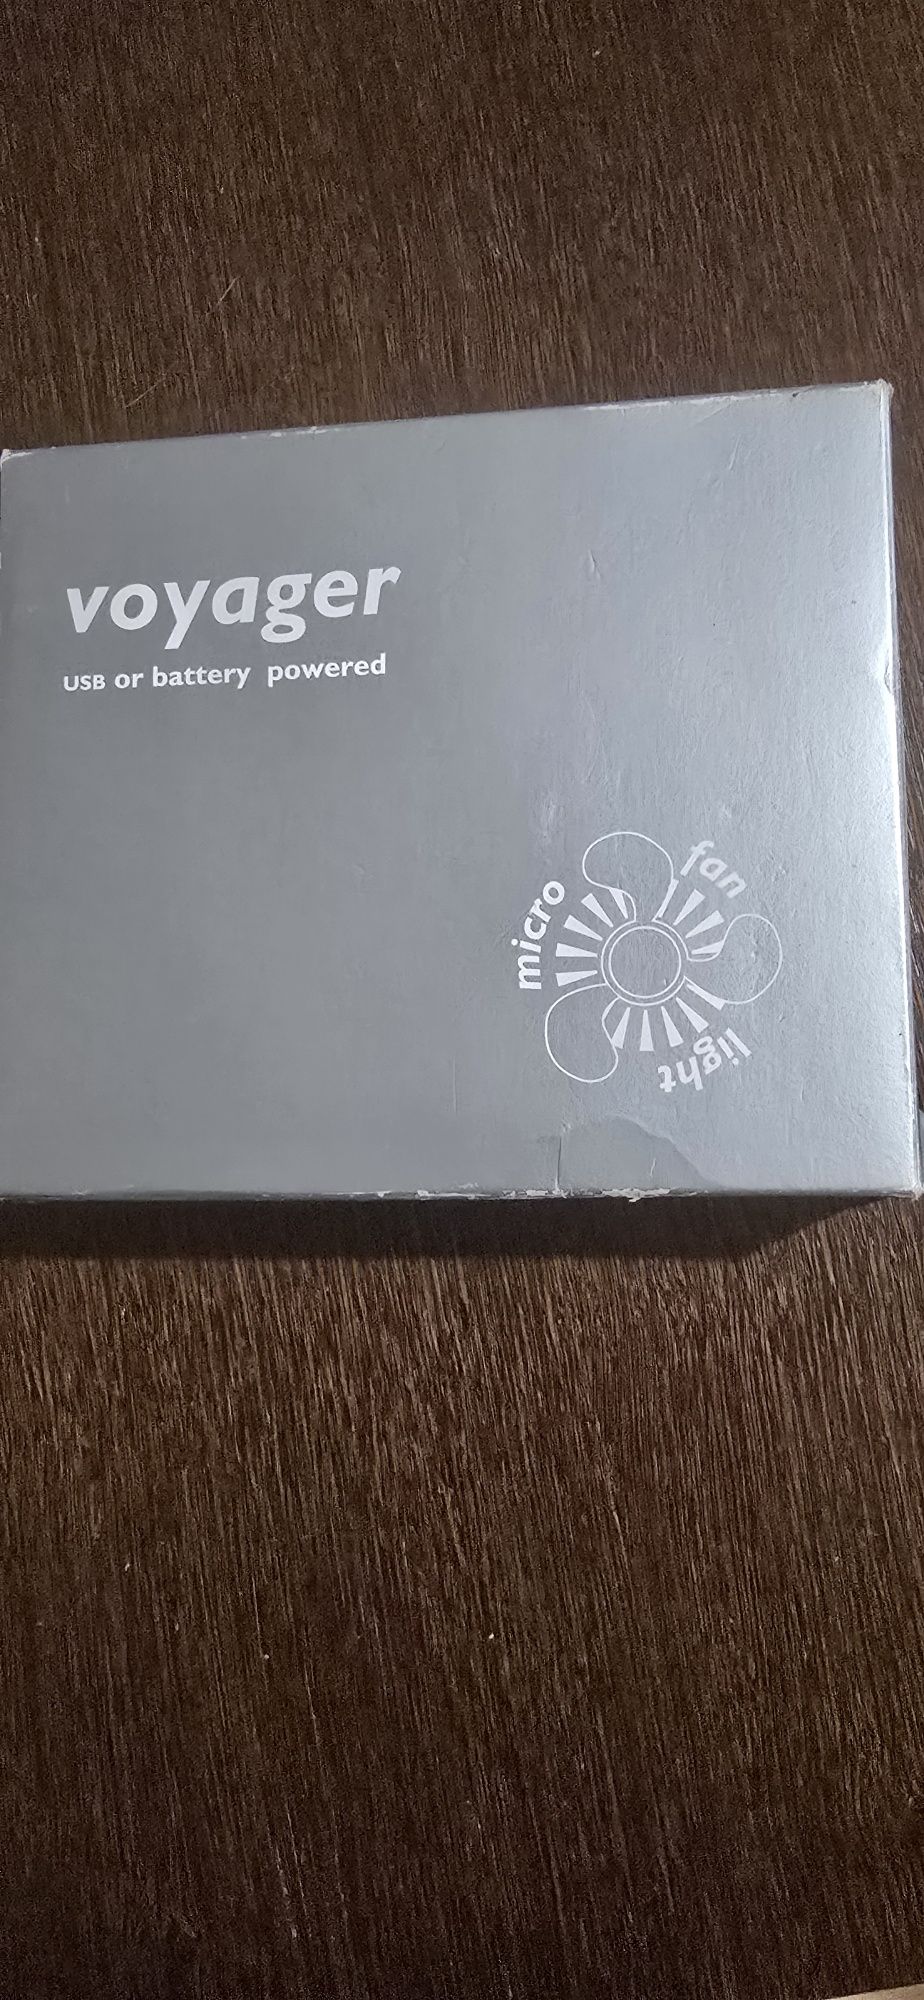 voyager
USB or battery powered
micro
fan
light